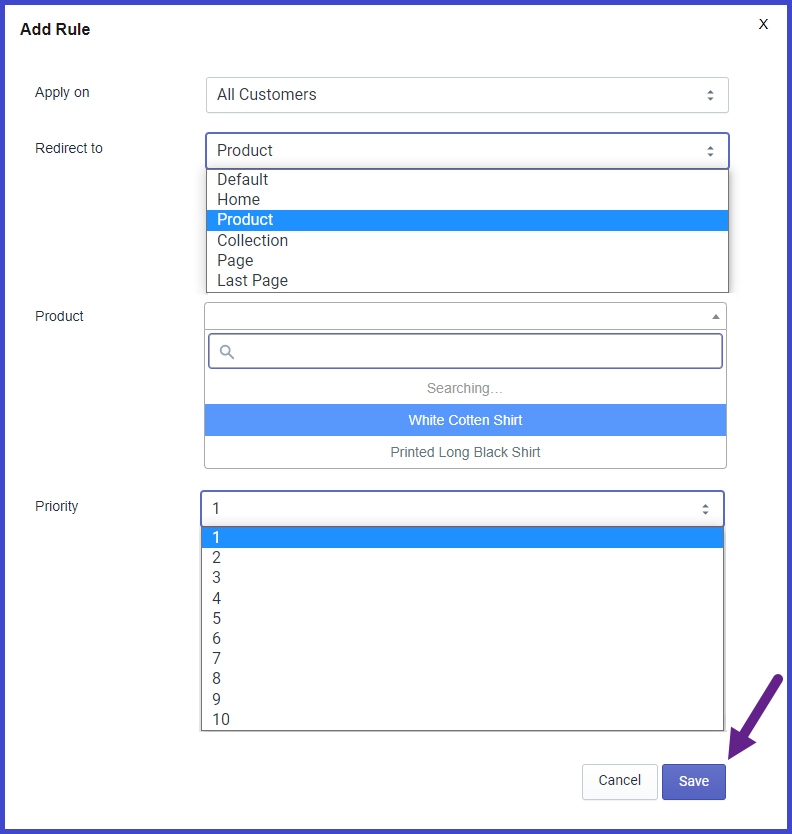 Add Rule
X
Apply on
All Customers
Redirect to
Product
Default
Home
Product
Collection
Page
Last Page
Product
Searching…
White Cotten Shirt
Printed Long Black Shirt
Priority
1
1
2
3
4
5
6
7
8
9
10
Cancel
Save